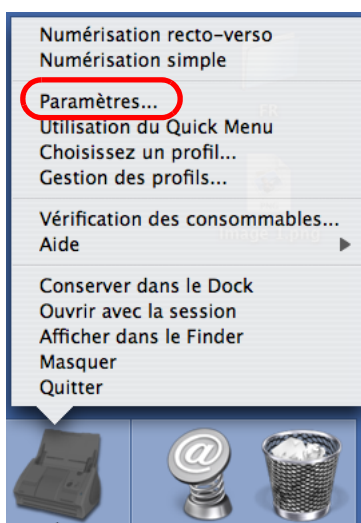 Numérisation recto-verso
Numérisation simple
Paramètres...
Utilisation du Quick Menu
Choisissez un profil...
Gestion des profils...
Vérification des consommables...
Aide
Conserver dans le Dock
Ouvrir avec la session
Afficher dans le Finder
Masquer
Quitter
@